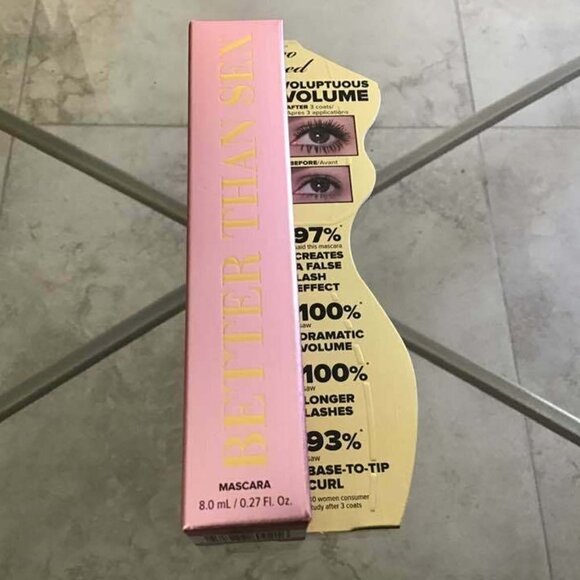 BETTER THAN SEX
MASCARA
8.0 mL / 0.27 Fl. Oz.
VOLUPTUOUS
VOLUME
AFTER 3 coats/
Après 3 applications
BEFORE/Avant
97%*
said this mascara
CREATES
A FALSE
LASH
EFFECT
100%*
saw
DRAMATIC
VOLUME
100%*
saw
LONGER
LASHES
93%*
saw
BASE-TO-TIP
CURL
women consumer
study after 3 coats